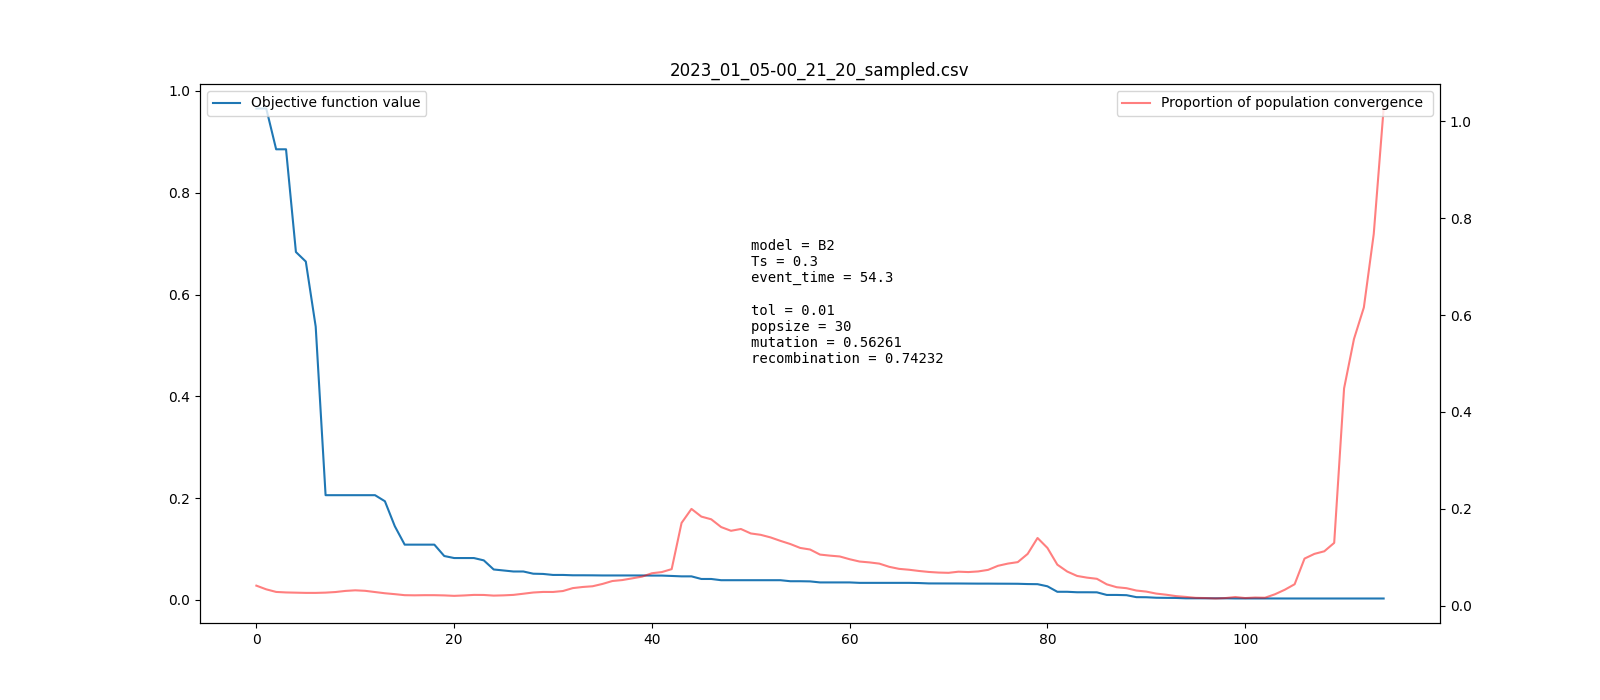 2023_01_05-00_21_20_sampled.csv
Objective function value
Proportion of population convergence
model = B2
Ts = 0.3
event_time = 54.3
tol = 0.01
popsize = 30
mutation = 0.56261
recombination = 0.74232
1.0
0.8
0.6
0.4
0.2
0.0
1.0
0.8
0.6
0.4
0.2
0.0
0 20 40 60 80 100